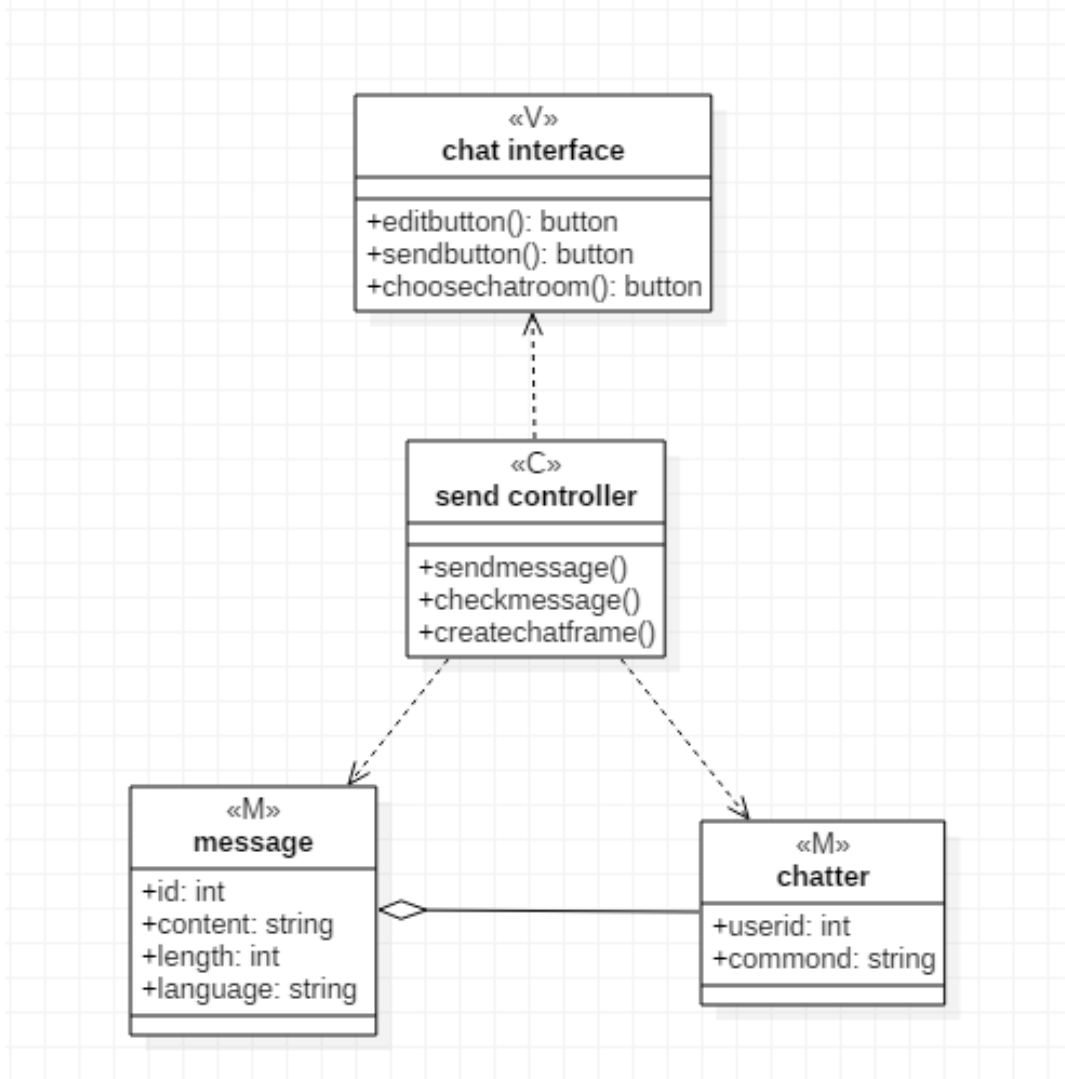 «V»
chat interface
+editbutton(): button
+sendbutton(): button
+choosechatroom(): button
«C»
send controller
+sendmessage()
+checkmessage()
+createchatframe()
«M»
message
+id: int
+content: string
+length: int
+language: string
«M»
chatter
+userid: int
+commond: string